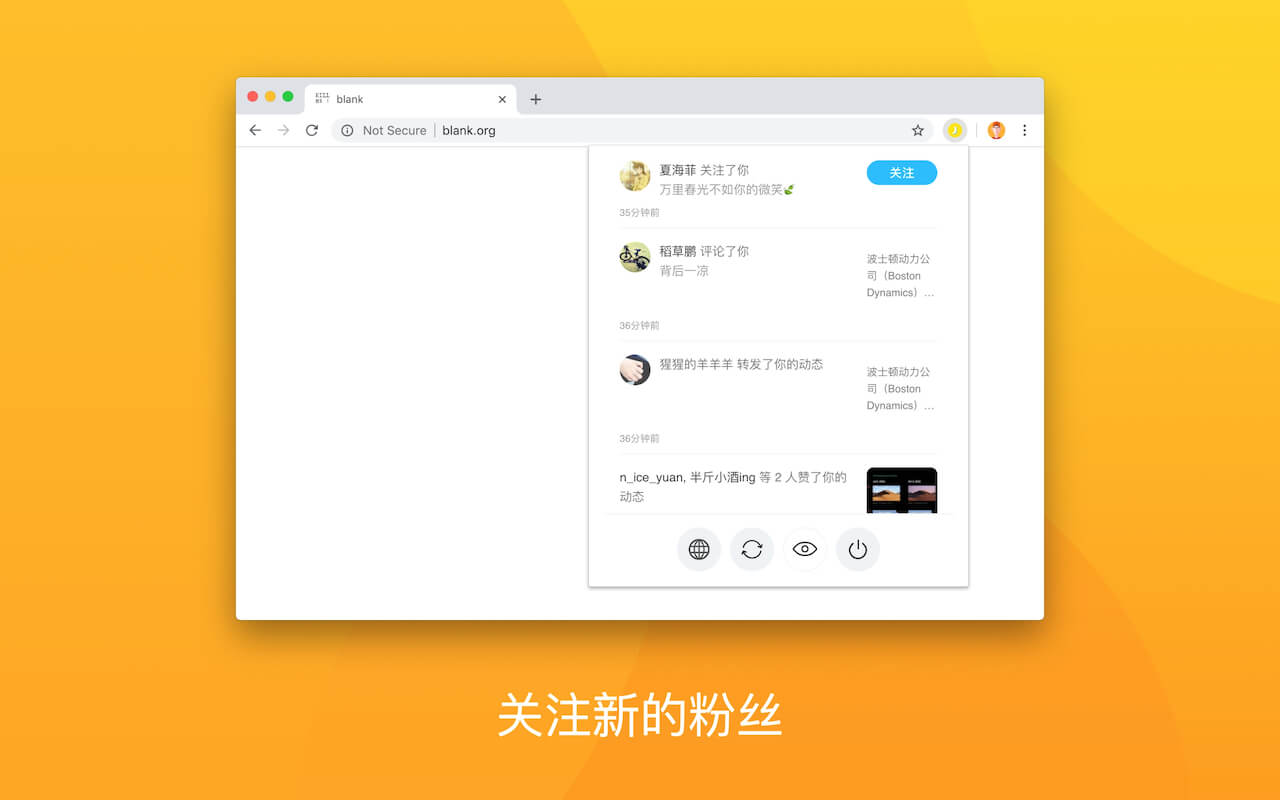 blank
Not Secure
blank.org
夏海菲 关注了你
关注
万里春光不如你的微笑🌿
35分钟前
稻草鹏 评论了你
背后一凉
波士顿动力公
司（Boston
Dynamics）…
36分钟前
猩猩的羊羊羊 转发了你的动态
波士顿动力公
司（Boston
Dynamics）…
36分钟前
n_ice_yuan, 半斤小酒ing 等 2 人赞了你的
动态
关注新的粉丝